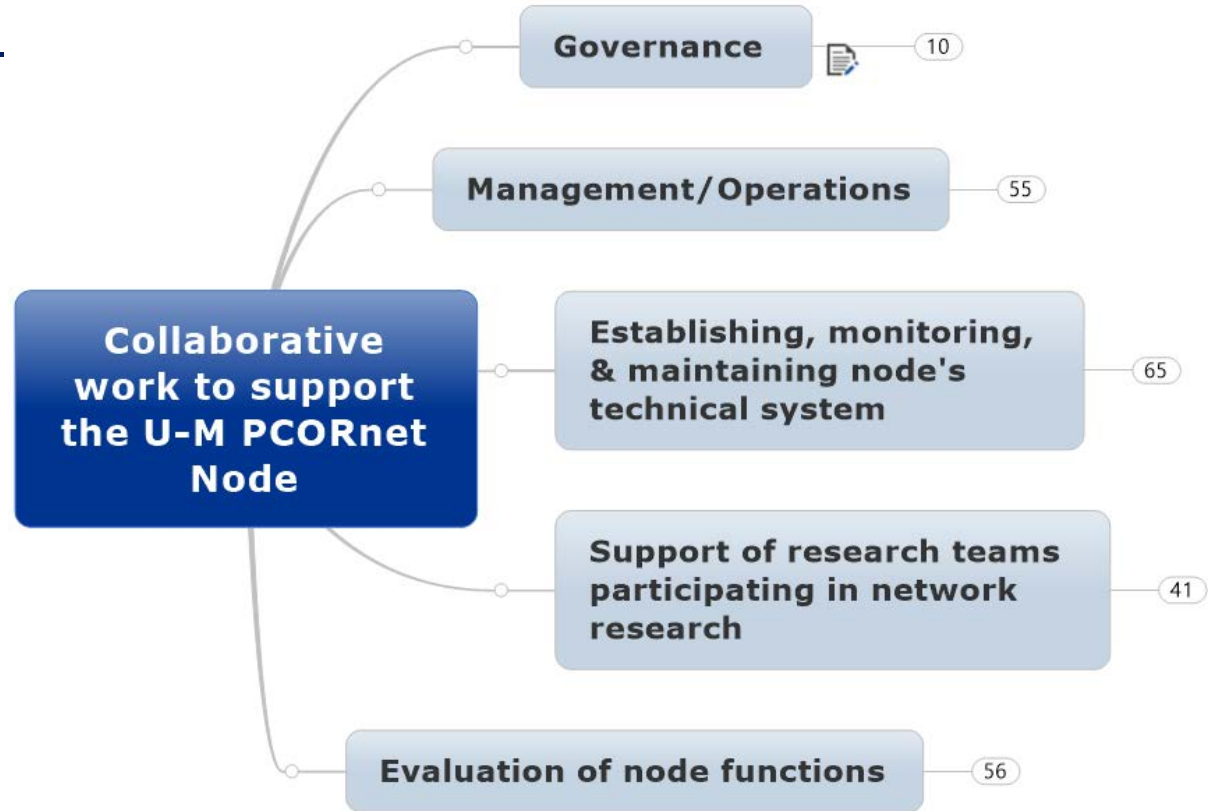 Governance
10
Management/Operations
55
Collaborative
work to support
the U-M PCORnet
Node
Establishing, monitoring,
& maintaining node's
technical system
65
Support of research teams
participating in network
research
41
Evaluation of node functions
56